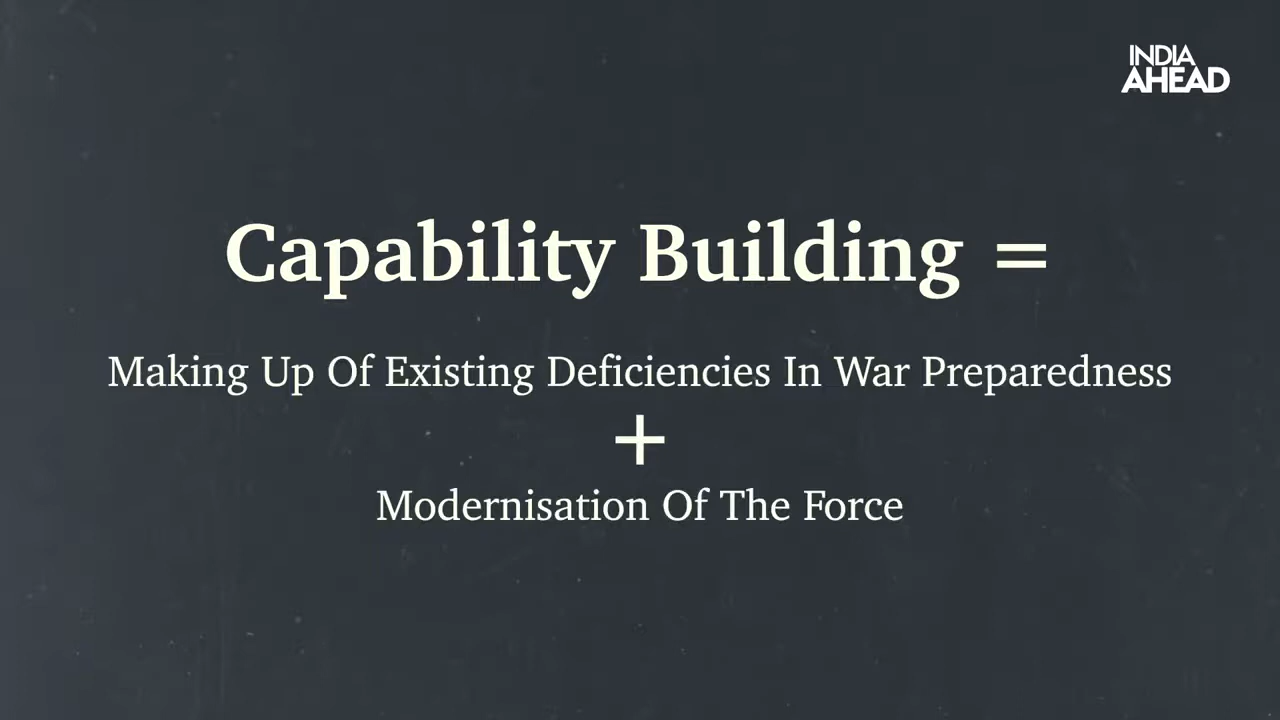 INDIA
AHEAD
Capability Building =
Making Up Of Existing Deficiencies In War Preparedness
+
Modernisation Of The Force